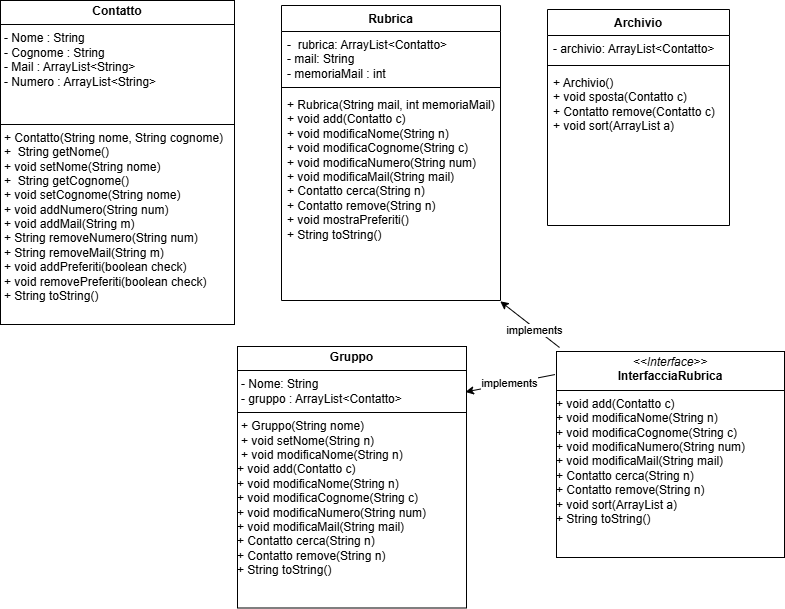 Contatto
- Nome : String
- Cognome : String
- Mail : ArrayList<String>
- Numero : ArrayList<String>
+ Contatto(String nome, String cognome)
+ String getNome()
+ void setNome(String nome)
+ String getCognome()
+ void setCognome(String nome)
+ void addNumero(String num)
+ void addMail(String m)
+ String removeNumero(String num)
+ String removeMail(String m)
+ void addPreferiti(boolean check)
+ void removePreferiti(boolean check)
+ String toString()
Rubrica
- rubrica: ArrayList<Contatto>
- mail: String
- memoriaMail : int
+ Rubrica(String mail, int memoriaMail)
+ void add(Contatto c)
+ void modificaNome(String n)
+ void modificaCognome(String c)
+ void modificaNumero(String num)
+ void modificaMail(String mail)
+ Contatto cerca(String n)
+ Contatto remove(String n)
+ void mostraPreferiti()
+ String toString()
Archivio
- archivio: ArrayList<Contatto>
+ Archivio()
+ void sposta(Contatto c)
+ Contatto remove(Contatto c)
+ void sort(ArrayList a)
implements
implements
Gruppo
- Nome: String
- gruppo : ArrayList<Contatto>
+ Gruppo(String nome)
+ void setNome(String n)
+ void modificaNome(String n)
+ void add(Contatto c)
+ void modificaNome(String n)
+ void modificaCognome(String c)
+ void modificaNumero(String num)
+ void modificaMail(String mail)
+ Contatto cerca(String n)
+ Contatto remove(String n)
+ String toString()
<<Interface>>
InterfacciaRubrica
+ void add(Contatto c)
+ void modificaNome(String n)
+ void modificaCognome(String c)
+ void modificaNumero(String num)
+ void modificaMail(String mail)
+ Contatto cerca(String n)
+ Contatto remove(String n)
+ void sort(ArrayList a)
+ String toString()